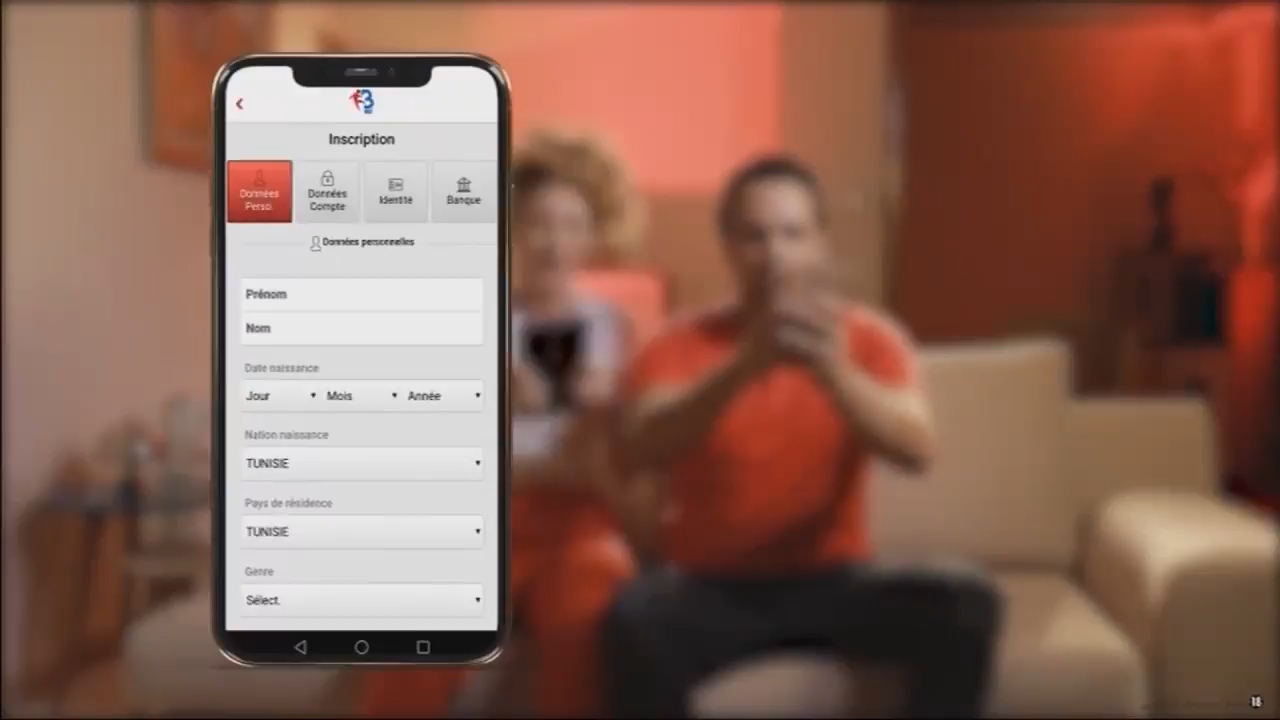 Inscription
Données
Perso.
Données
Compte
Identité
Banque
Données personnelles
Prénom
Nom
Date naissance
Jour
Mois
Année
Nation naissance
TUNISIE
Pays de résidence
TUNISIE
Genre
Sélect.
18